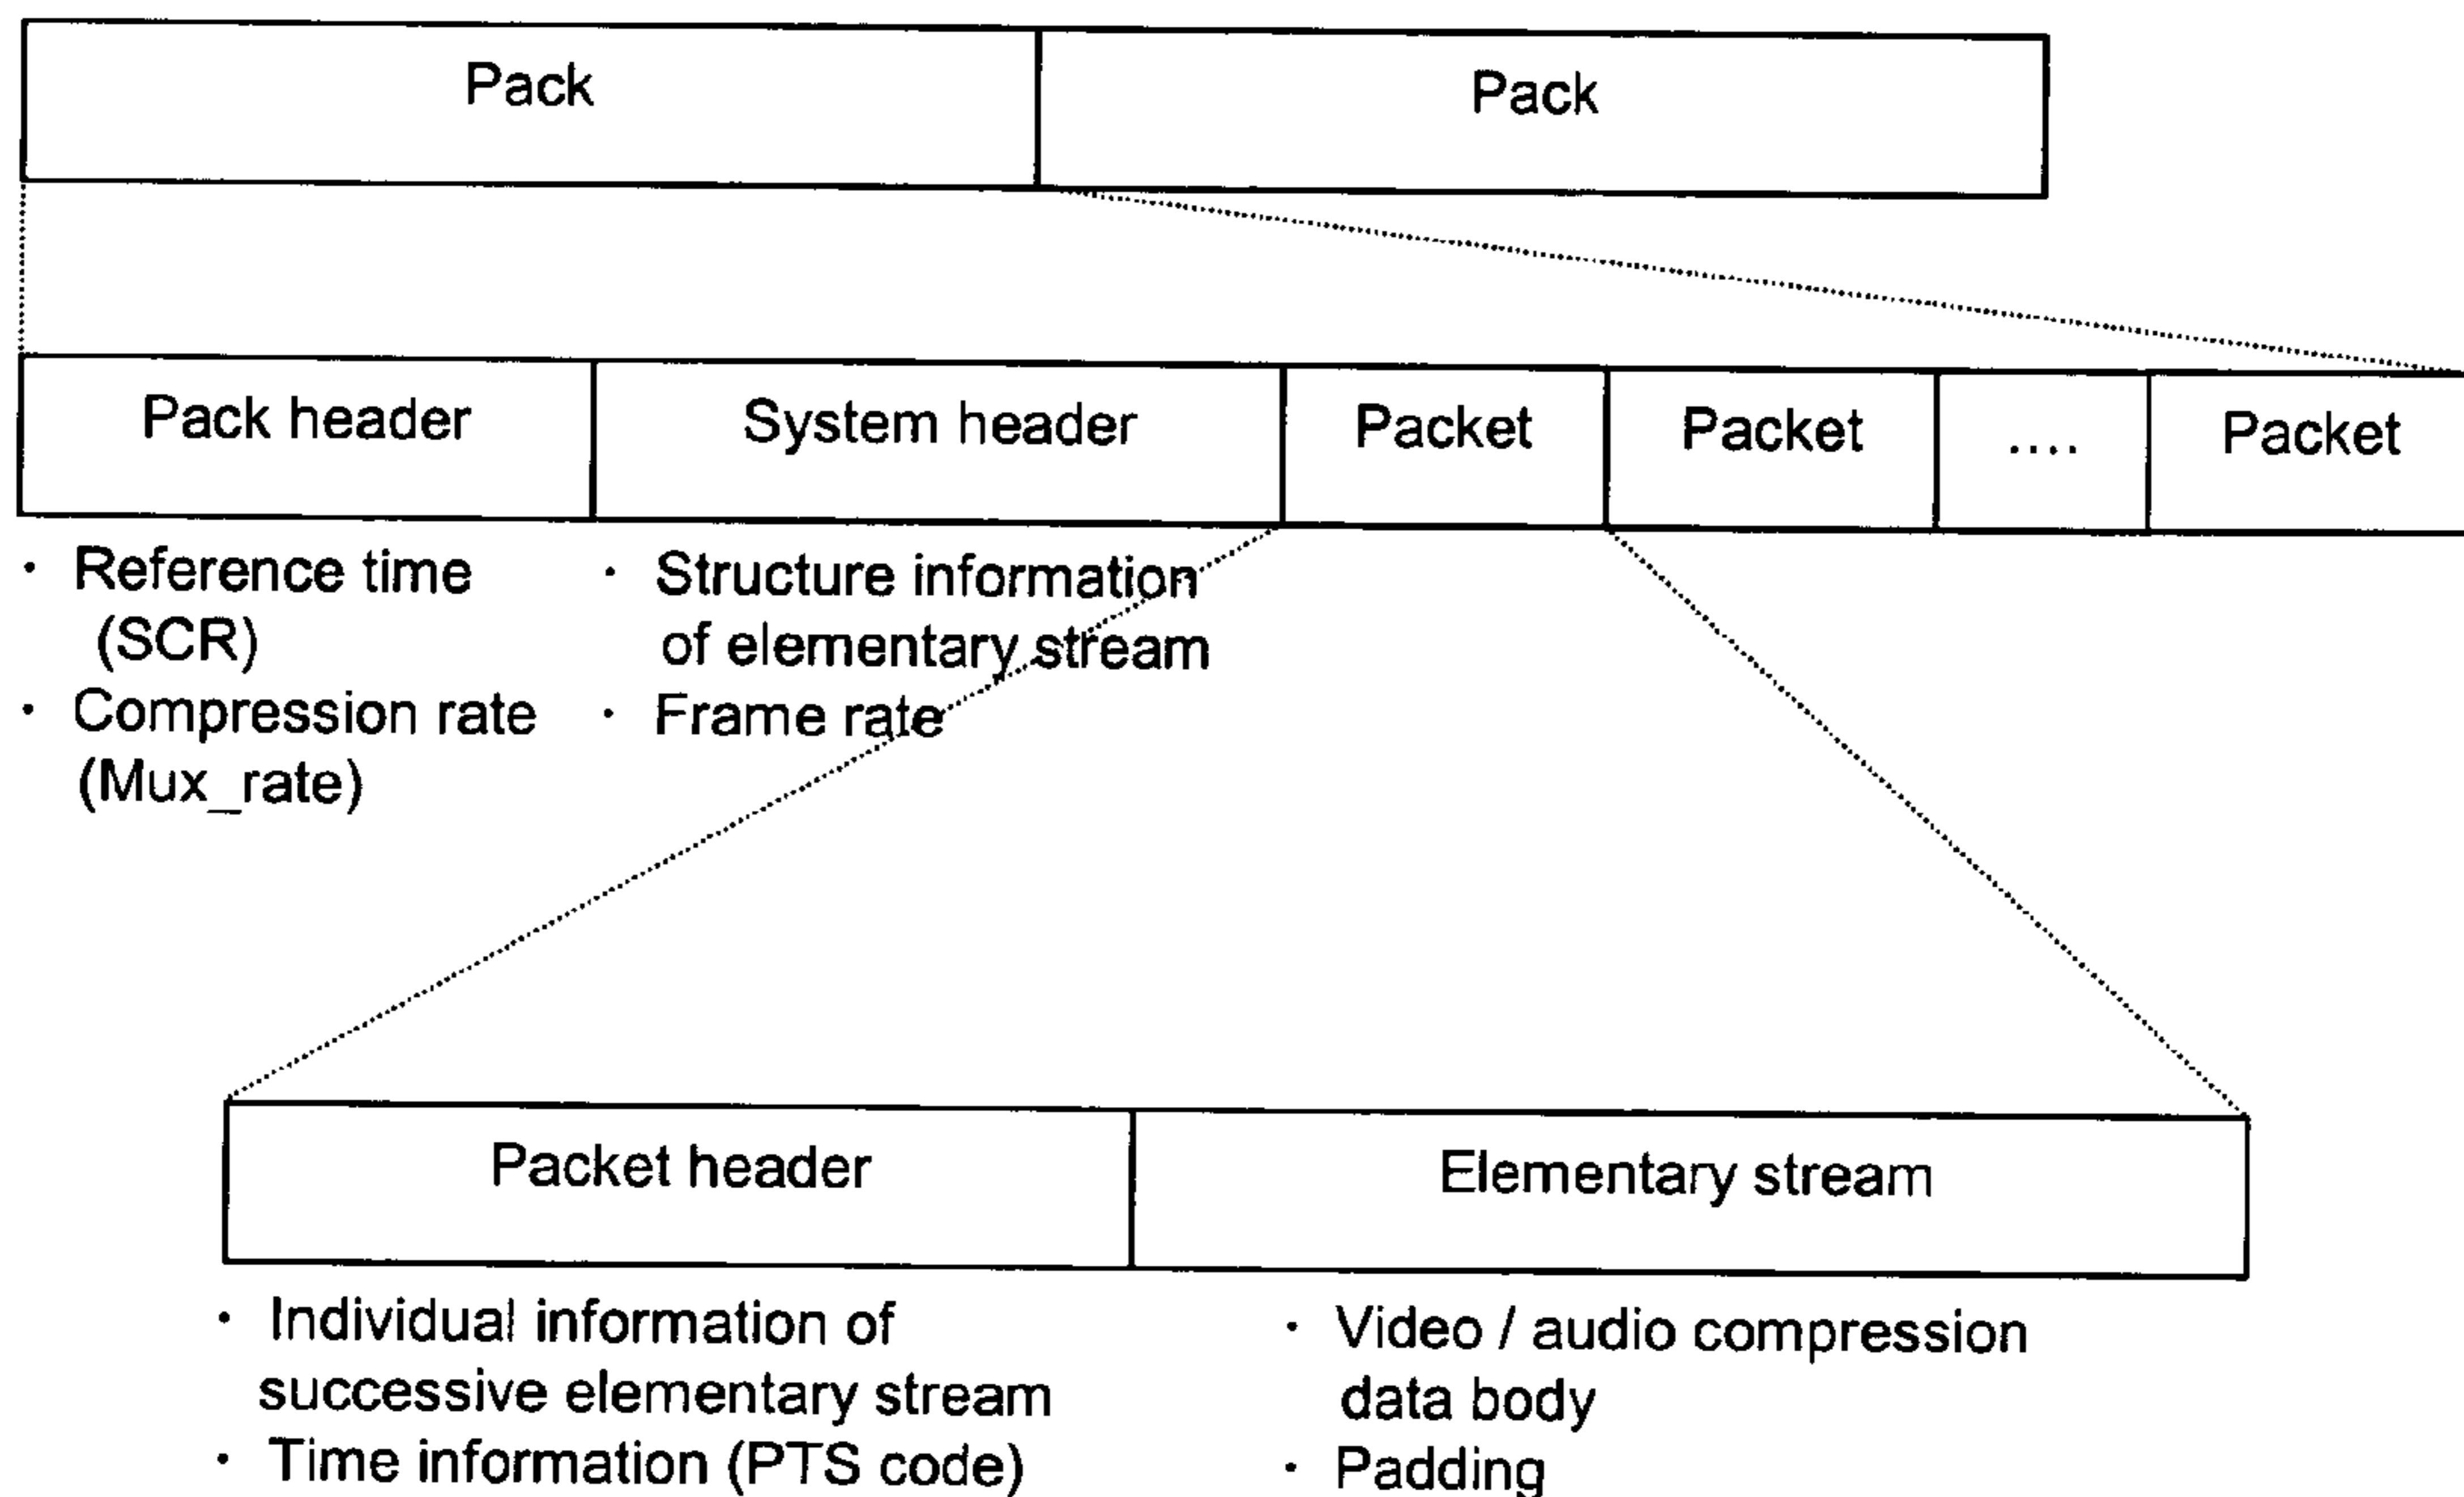 Pack
Pack
Pack header
System header
Packet
Packet
....
Packet
· Reference time
(SCR)
· Compression rate
(Mux_rate)
· Structure information
of elementary stream
· Frame rate
Packet header
Elementary stream
· Individual information of
successive elementary stream
· Time information (PTS code)
· Video / audio compression
data body
· Padding